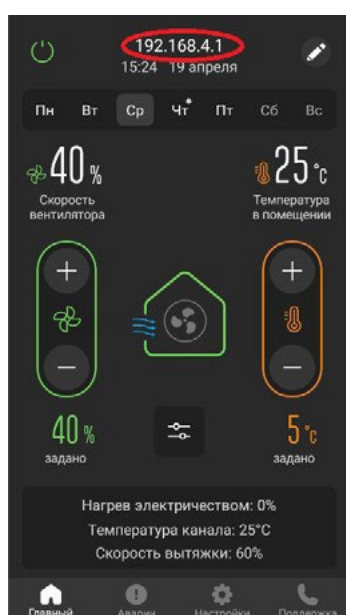 192.168.4.1
15:24 19 апреля
Пн Вт Ср Чт Пт Сб Вс
40 % 25 °c
Скорость вентилятора
Температура в помещении
40 % 5 °c
задано задано
Нагрев электричеством: 0%
Температура канала: 25°C
Скорость вытяжки: 60%
Главный Аварии Настройки Поддержка